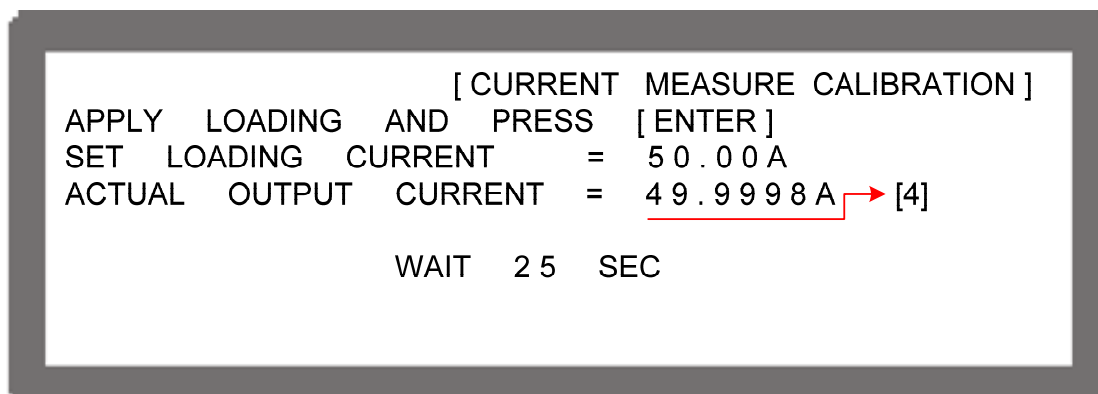 [ CURRENT MEASURE CALIBRATION ]
APPLY LOADING AND PRESS [ ENTER ]
SET LOADING CURRENT = 50.00A
ACTUAL OUTPUT CURRENT = 49.9998A [4]
WAIT 25 SEC